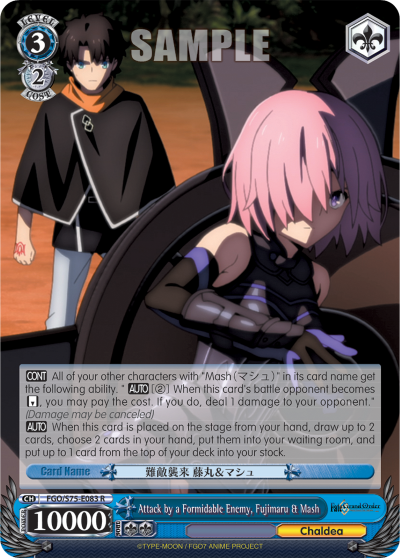 LEVEL
3
2
COST
SAMPLE
CONT All of your other characters with "Mash (マシュ)" in its card name get
the following ability. " AUTO [②] When this card's battle opponent becomes
, you may pay the cost. If you do, deal 1 damage to your opponent."
(Damage may be canceled)
AUTO When this card is placed on the stage from your hand, draw up to 2
cards, choose 2 cards in your hand, put them into your waiting room, and
put up to 1 card from the top of your deck into your stock.
Card Name
難敵襲来 藤丸&マシュ
CH FGO/S75-E083 R
POWER 10000
Attack by a Formidable Enemy, Fujimaru & Mash
Chaldea
©TYPE-MOON / FGO7 ANIME PROJECT